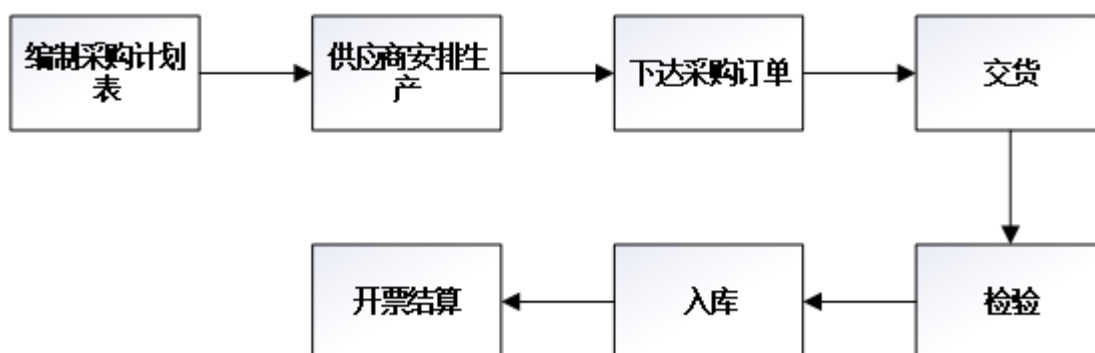 编制采购计划
表
供应商安排生
产
下达采购订单
交货
检验
入库
开票结算